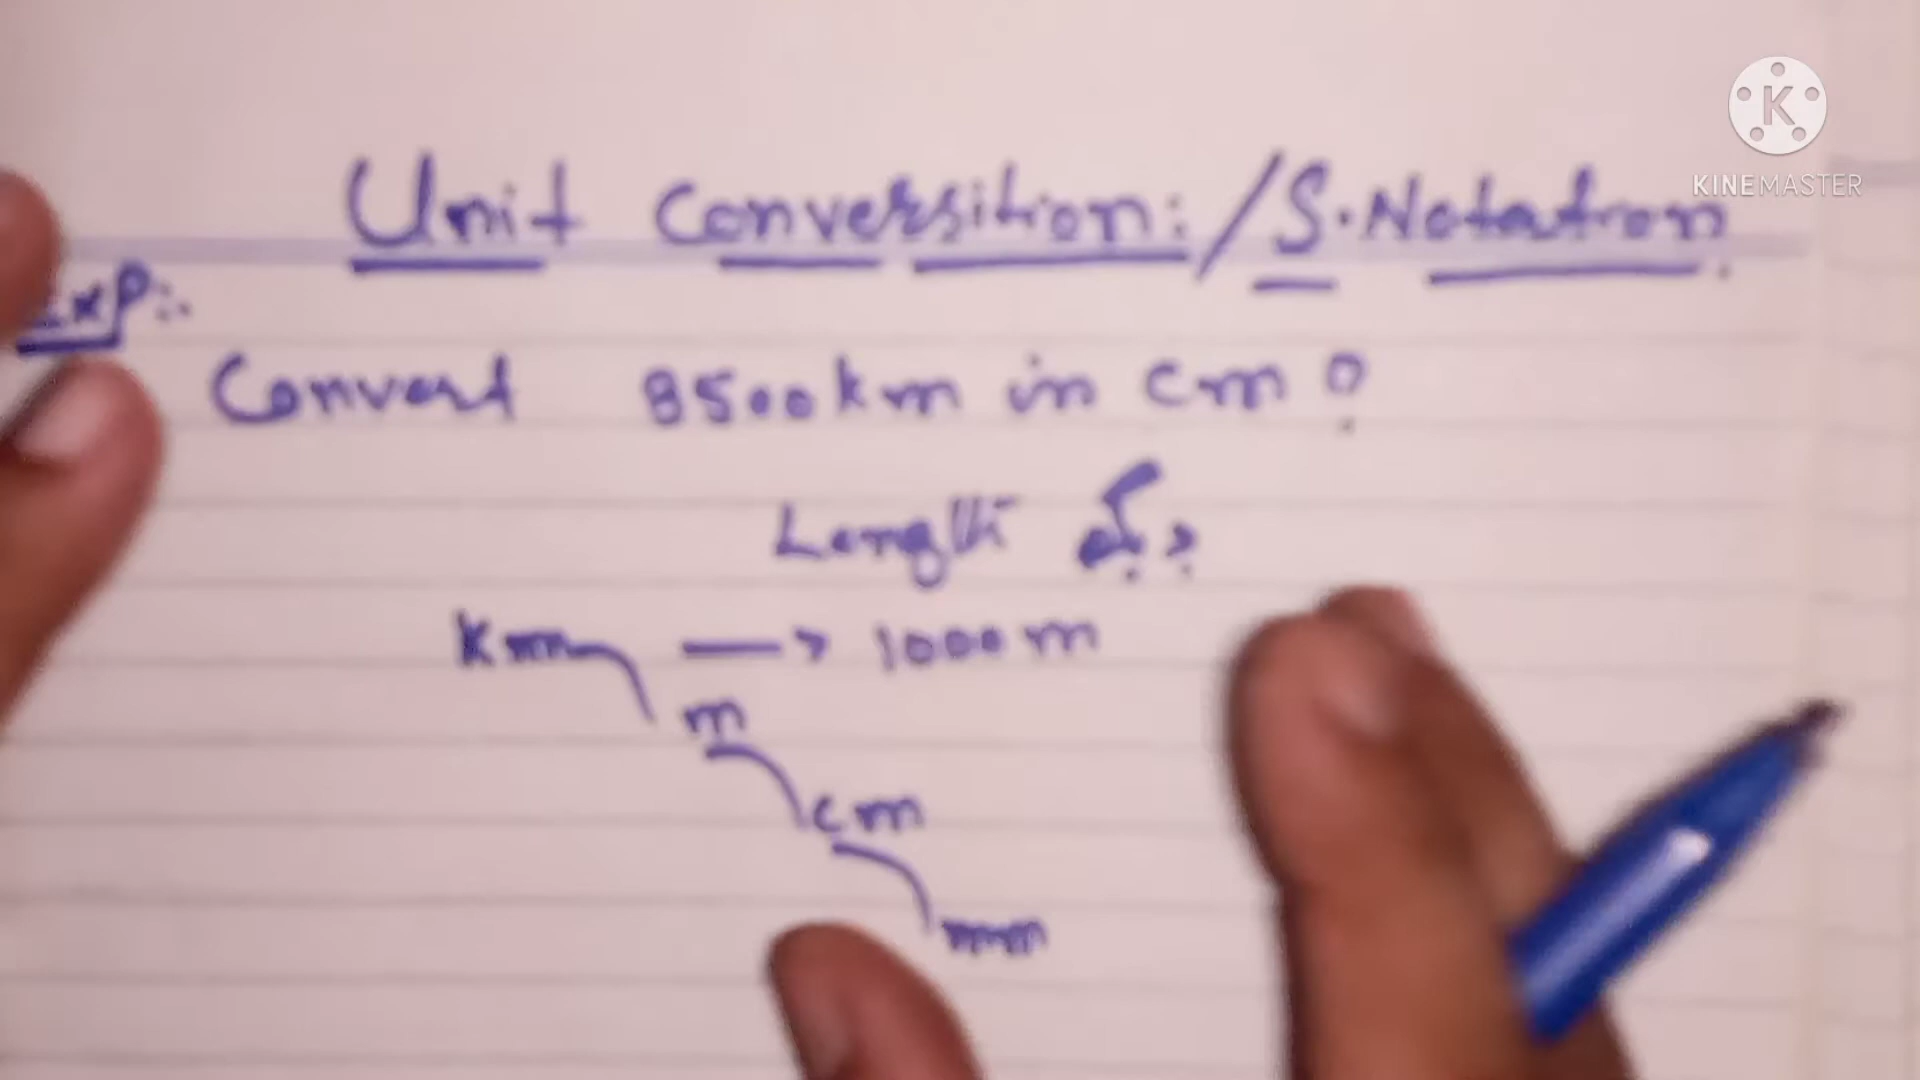 KINEMASTER
Unit Conversition: / S. Notation.
Exp:-
Convert 8500km in cm?
Length
Km → 1000m
m
cm
mm